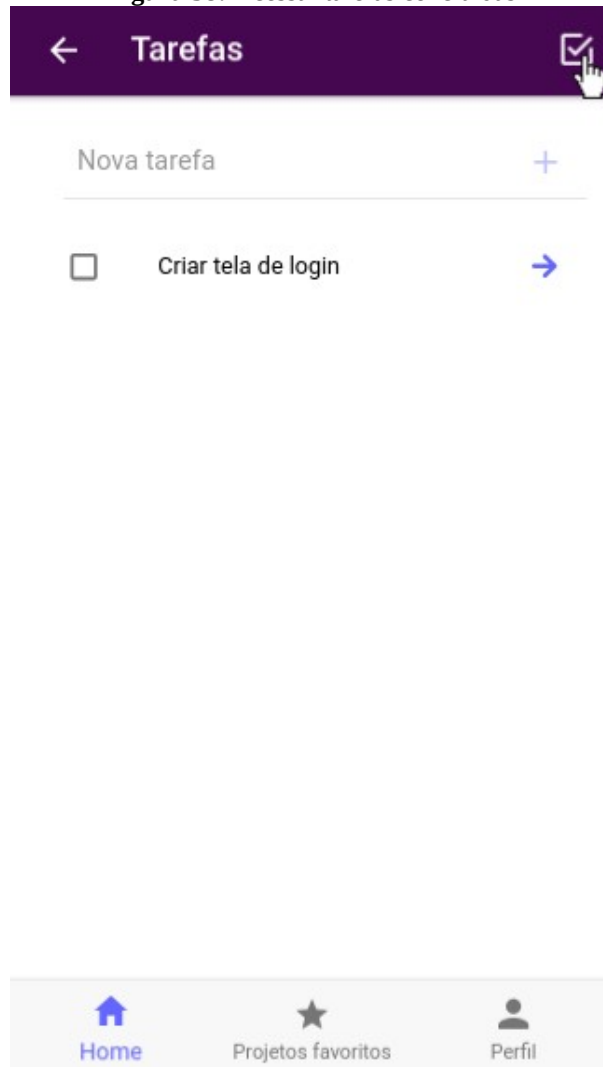 Tarefas
Nova tarefa
Criar tela de login
Home Projetos favoritos Perfil